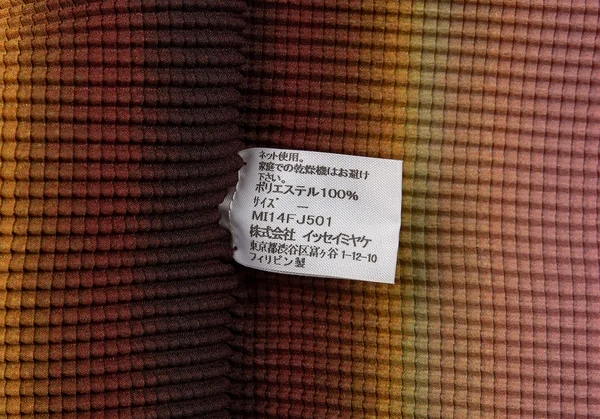 ネット使用。
家庭での乾燥機はお避け
下さい。
ポリエステル100%
サイズ ー
MI14FJ501
株式会社 イッセイミヤケ
東京都渋谷区富ヶ谷 1-12-10
フィリピン製